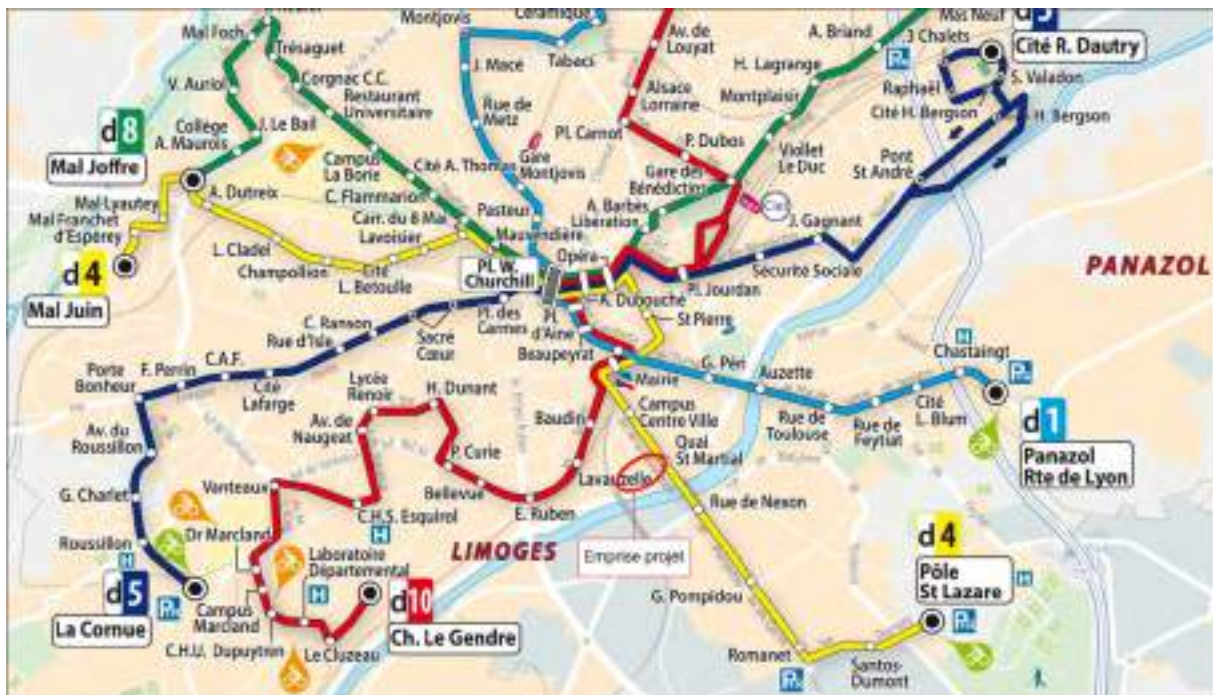 Montjovis
Céramique
Mas Neuf
d5
Cité R. Dautry
Mal Foch
Trésaguet
V. Auriol
Corgnac C.C.
Restaurant
Universitaire
J. Macé
Tabacs
Av. de
Louyat
A. Briand
3 Chalets
H. Lagrange
Raphaël
S. Valadon
Alsace
Lorraine
Montplaisir
Cité H. Bergson
H. Bergson
Rue de
Metz
Pl. Carnot
d8
Mal Joffre
Collège
A. Maurois
J. Le Bail
Campus
La Borie
Cité A. Thomas
Gare
Montjovis
P. Dubos
Viollet
Le Duc
Pont
St André
Gare des
Bénédictins
C. Flammarion
A. Dutreix
Mal Lyautey
Mal Franchet
d'Espérey
Carr. du 8 Mai
Lavoisier
Pasteur
Mauvendière
A. Barbès
Libération
Ciel
J. Gagnant
L. Cladel
Champollion
Cité
L. Betoulle
Pl. W.
Churchill
Opéra
Sécurité Sociale
PANAZOL
d4
Mal Juin
Pl. Jourdan
A. Dubouché
St Pierre
C. Ranson
Rue d'Isle
Sacré
Cœur
Pl. des
Carmes
Pl.
d'Aine
Beaupeyrat
Porte
Bonheur
F. Perrin
C.A.F.
Cité
Lafarge
Lycée
Renoir
H. Dunant
Mairie
G. Péri
Auzette
Chastaingt
H
Av. du
Roussillon
Av. de
Naugeat
Baudin
Campus
Centre Ville
Rue de
Toulouse
Rue de
Feytiat
Cité
L. Blum
d1
Panazol
Rte de Lyon
P. Curie
Quai
St Martial
G. Charlet
Vanteaux
Bellevue
Lavauzelle
C.H.S. Esquirol
E. Ruben
Rue de Nexon
Roussillon
H
Dr Marcland
H
LIMOGES
Emprise projet
d4
Pôle
St Lazare
H
Laboratoire
Départemental
H
d5
La Cornue
Campus
Marcland
d10
Ch. Le Gendre
G. Pompidou
C.H.U. Dupuytren
Le Cluzeau
Romanet
Santos-
Dumont